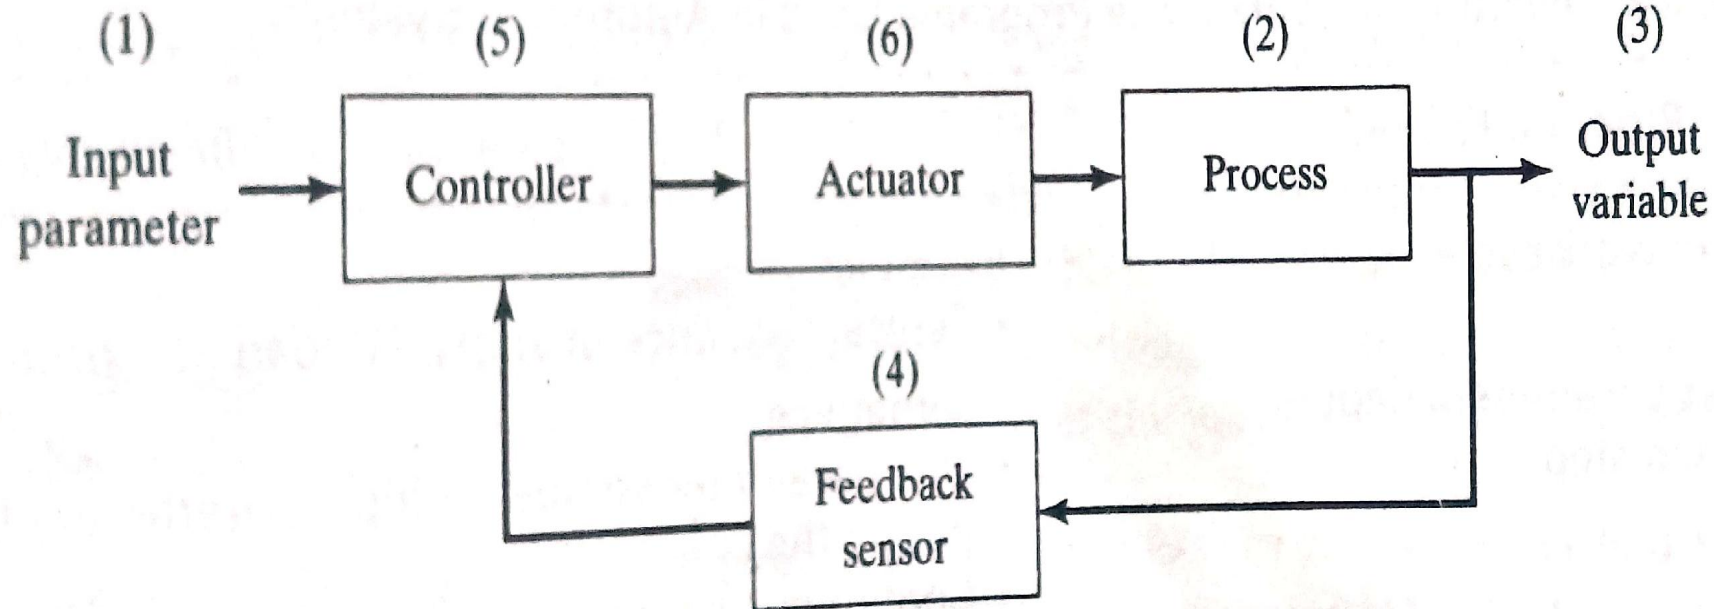 (1)
(5)
(6)
(2)
(3)
Input
parameter
Controller
Actuator
Process
Output
variable
(4)
Feedback
sensor